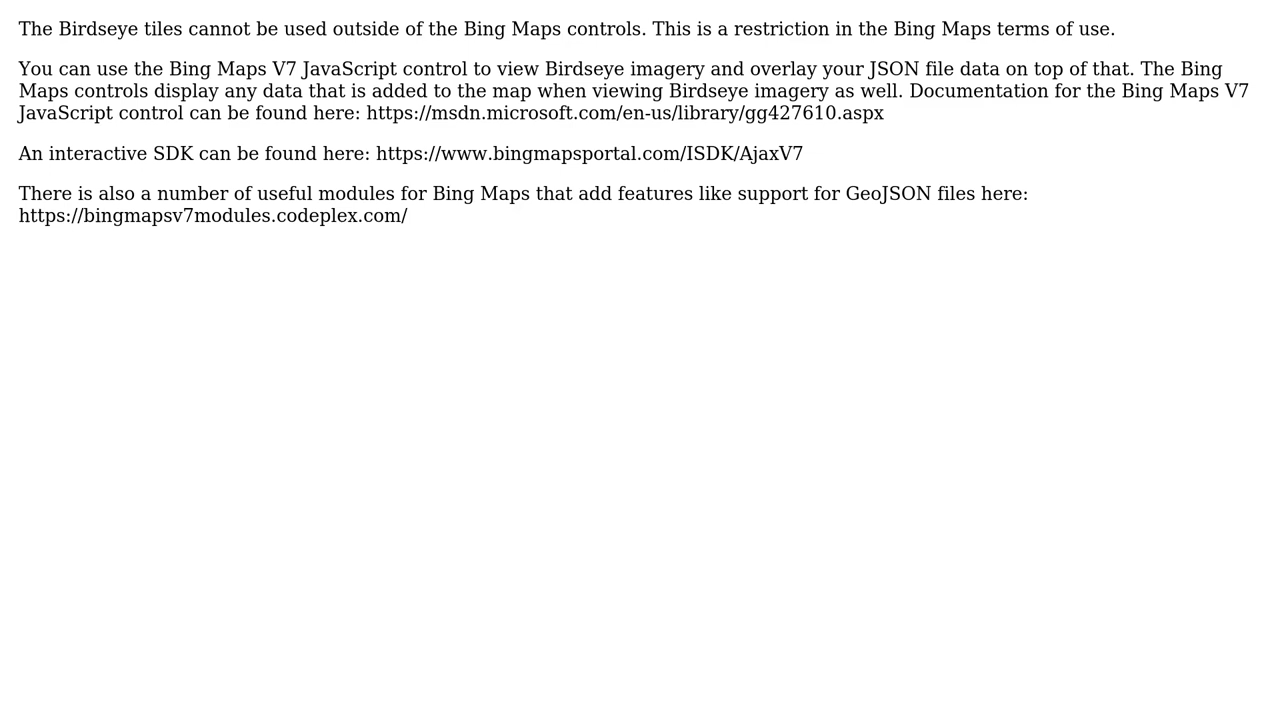 The Birdseye tiles cannot be used outside of the Bing Maps controls. This is a restriction in the Bing Maps terms of use.
You can use the Bing Maps V7 JavaScript control to view Birdseye imagery and overlay your JSON file data on top of that. The Bing
Maps controls display any data that is added to the map when viewing Birdseye imagery as well. Documentation for the Bing Maps V7
JavaScript control can be found here: https://msdn.microsoft.com/en-us/library/gg427610.aspx
An interactive SDK can be found here: https://www.bingmapsportal.com/ISDK/AjaxV7
There is also a number of useful modules for Bing Maps that add features like support for GeoJSON files here:
https://bingmapsv7modules.codeplex.com/